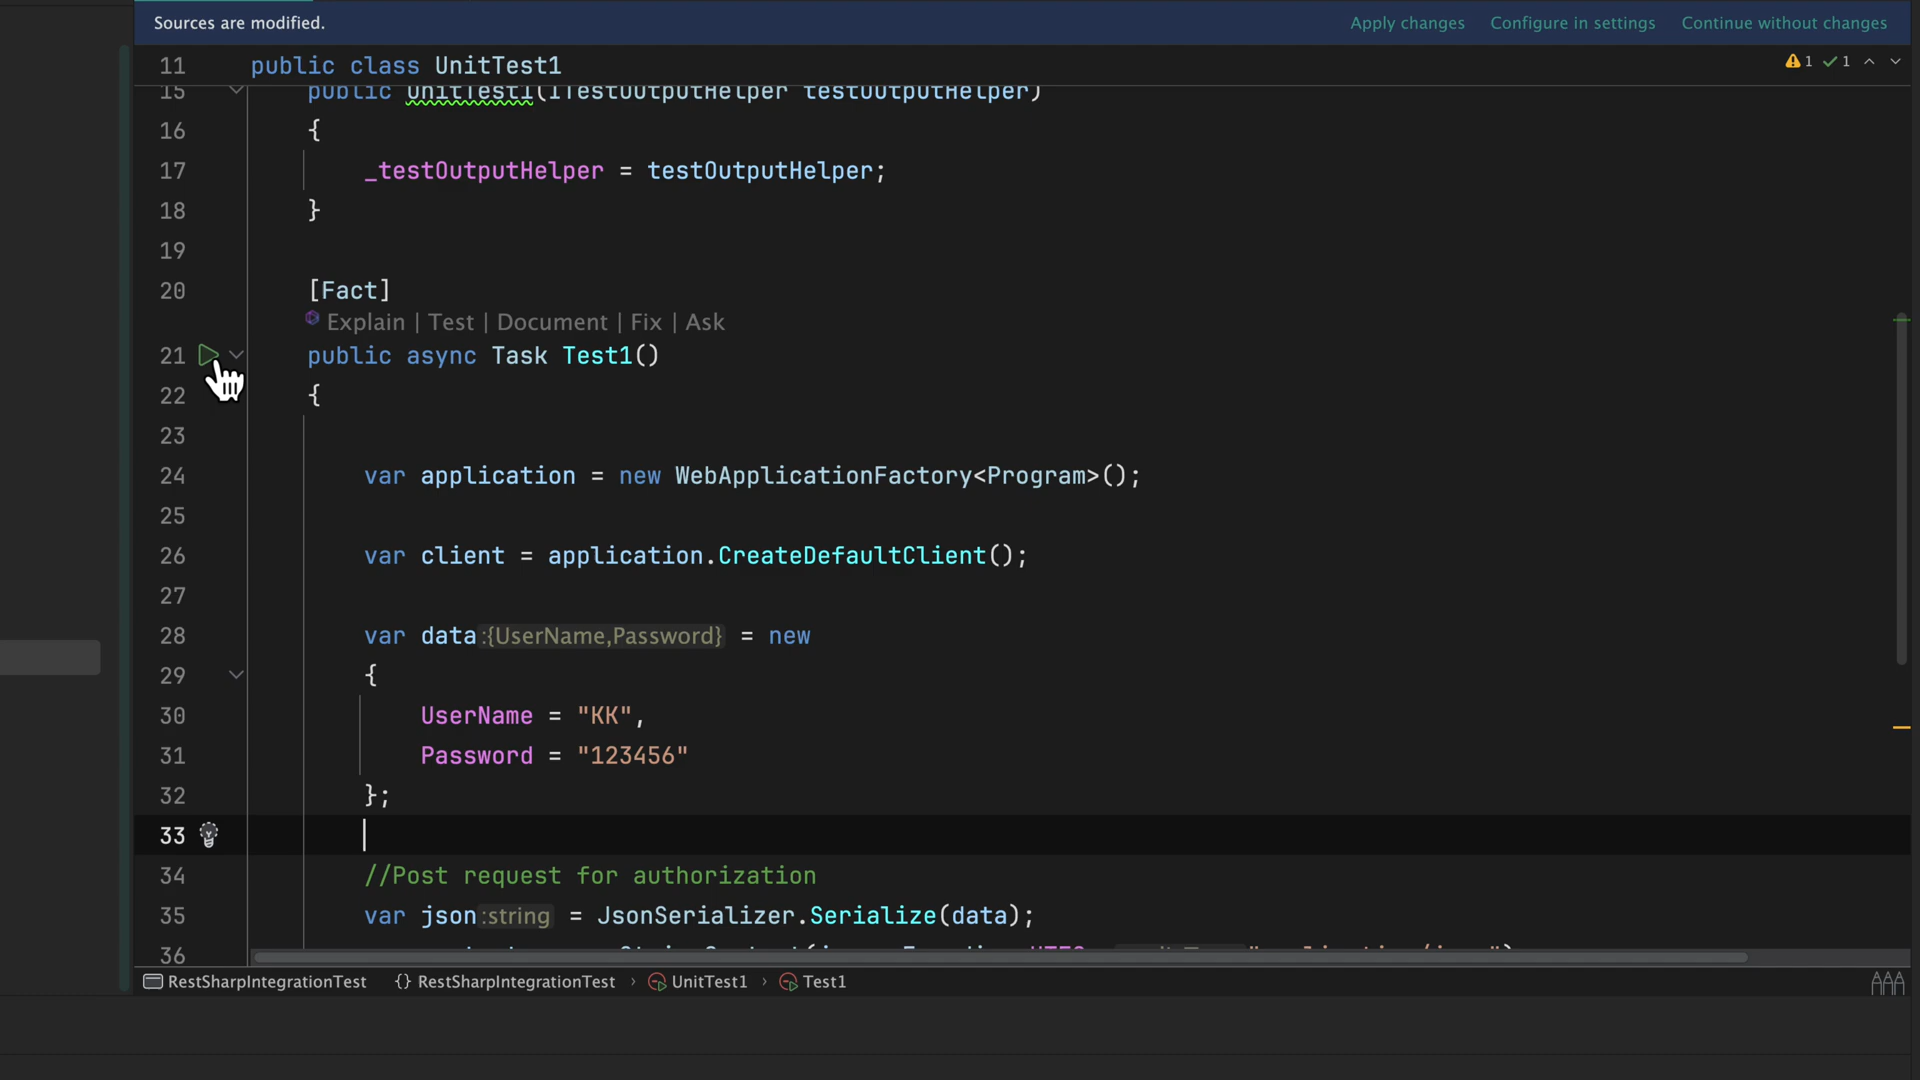 Sources are modified.
Apply changes Configure in settings Continue without changes
11 public class UnitTest1
1 1
15 public UnitTest1(ITestOutputHelper testOutputHelper)
16 {
17 _testOutputHelper = testOutputHelper;
18 }
19
20 [Fact]
Explain | Test | Document | Fix | Ask
21 public async Task Test1()
22 {
23
24 var application = new WebApplicationFactory<Program>();
25
26 var client = application.CreateDefaultClient();
27
28 var data :{UserName,Password} = new
29 {
30 UserName = "KK",
31 Password = "123456"
32 };
33
34 //Post request for authorization
35 var json :string = JsonSerializer.Serialize(data);
36
RestSharpIntegrationTest {} RestSharpIntegrationTest › UnitTest1 › Test1